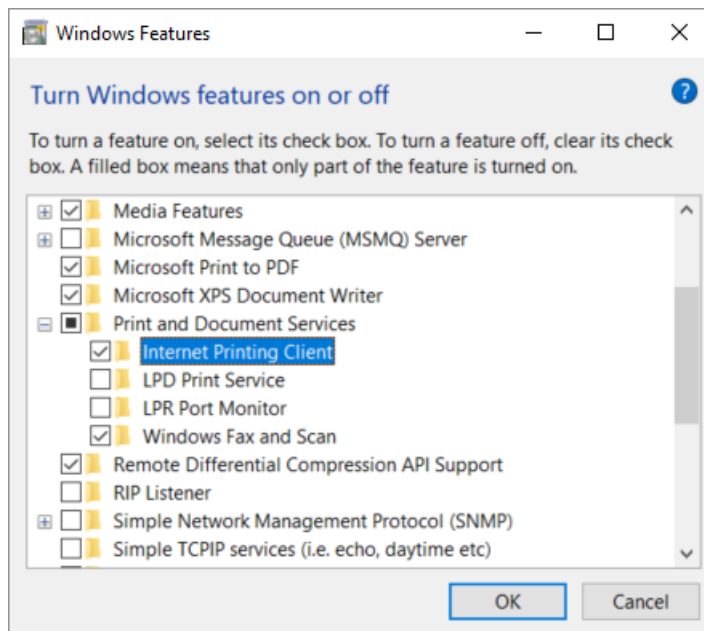 Windows Features
Turn Windows features on or off
?
To turn a feature on, select its check box. To turn a feature off, clear its check
box. A filled box means that only part of the feature is turned on.
Media Features
Microsoft Message Queue (MSMQ) Server
Microsoft Print to PDF
Microsoft XPS Document Writer
Print and Document Services
Internet Printing Client
LPD Print Service
LPR Port Monitor
Windows Fax and Scan
Remote Differential Compression API Support
RIP Listener
Simple Network Management Protocol (SNMP)
Simple TCPIP services (i.e. echo, daytime etc)
OK
Cancel